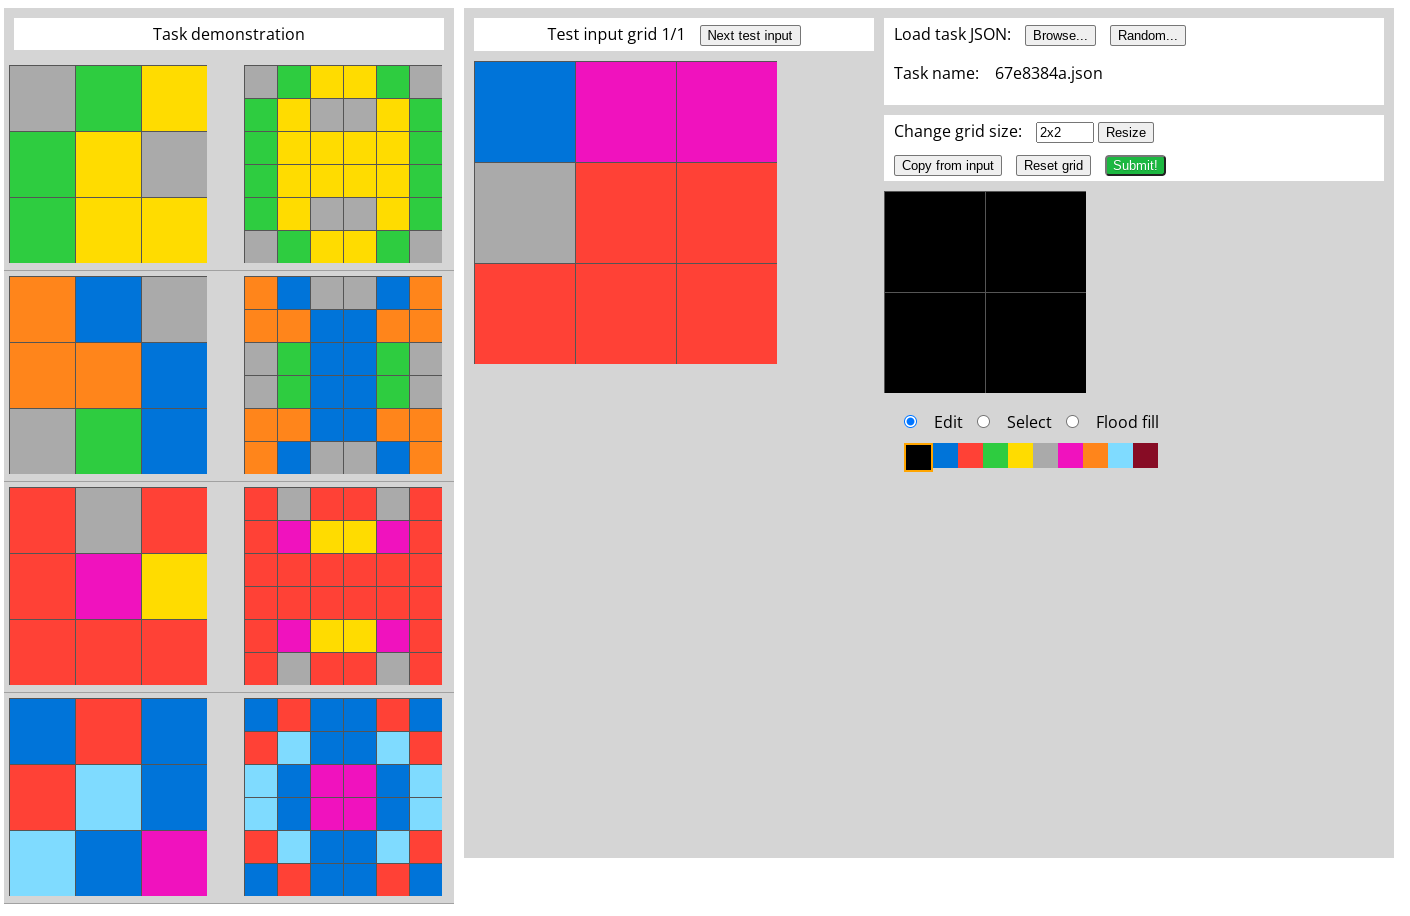 Task demonstration
Test input grid 1/1
Next test input
Load task JSON:
Browse...
Random...
Task name:
67e8384a.json
Change grid size:
2x2
Resize
Copy from input
Reset grid
Submit!
Edit
Select
Flood fill